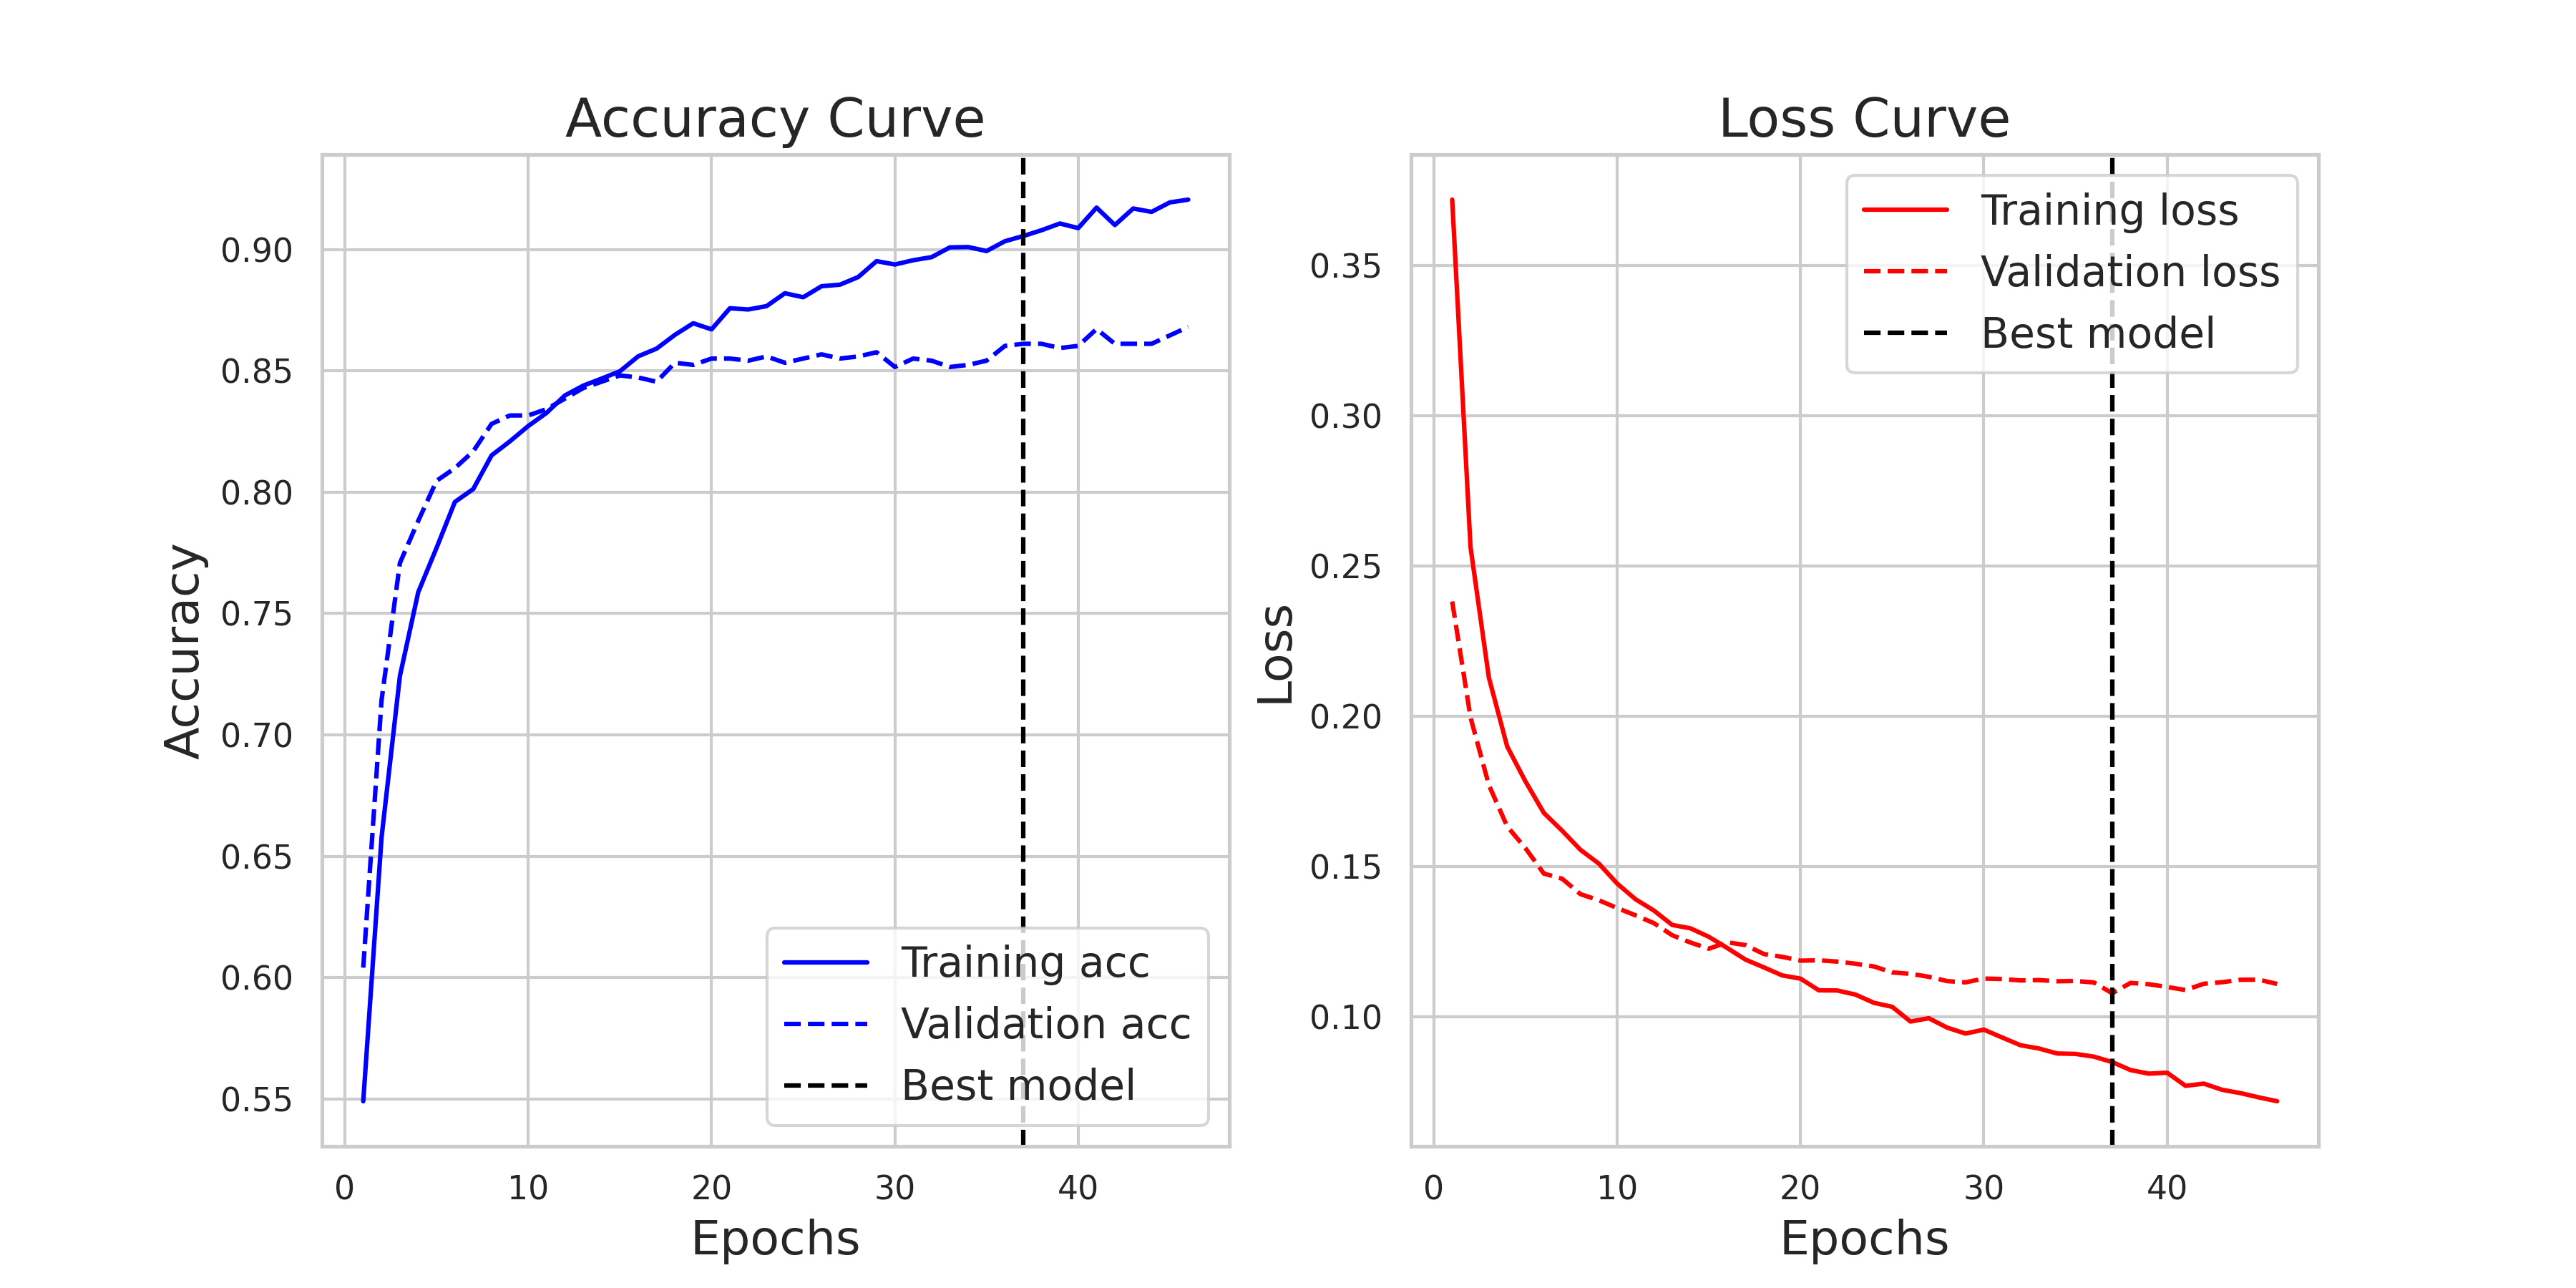 Accuracy Curve
Accuracy
0.90
0.85
0.80
0.75
0.70
0.65
0.60
0.55
Training acc
Validation acc
Best model
0 10 20 30 40
Epochs
Loss Curve
Loss
0.35
0.30
0.25
0.20
0.15
0.10
Training loss
Validation loss
Best model
0 10 20 30 40
Epochs